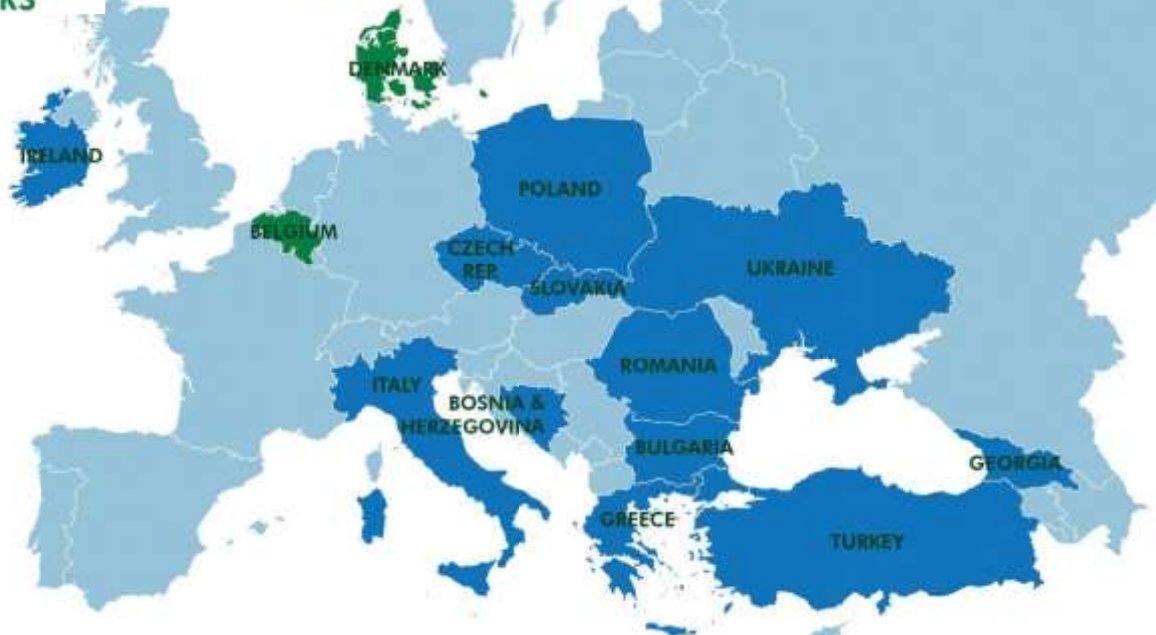 DENMARK
IRELAND
POLAND
BELGIUM
CZECH
REP.
UKRAINE
SLOVAKIA
ROMANIA
ITALY
BOSNIA &
HERZEGOVINA
BULGARIA
GEORGIA
GREECE
TURKEY